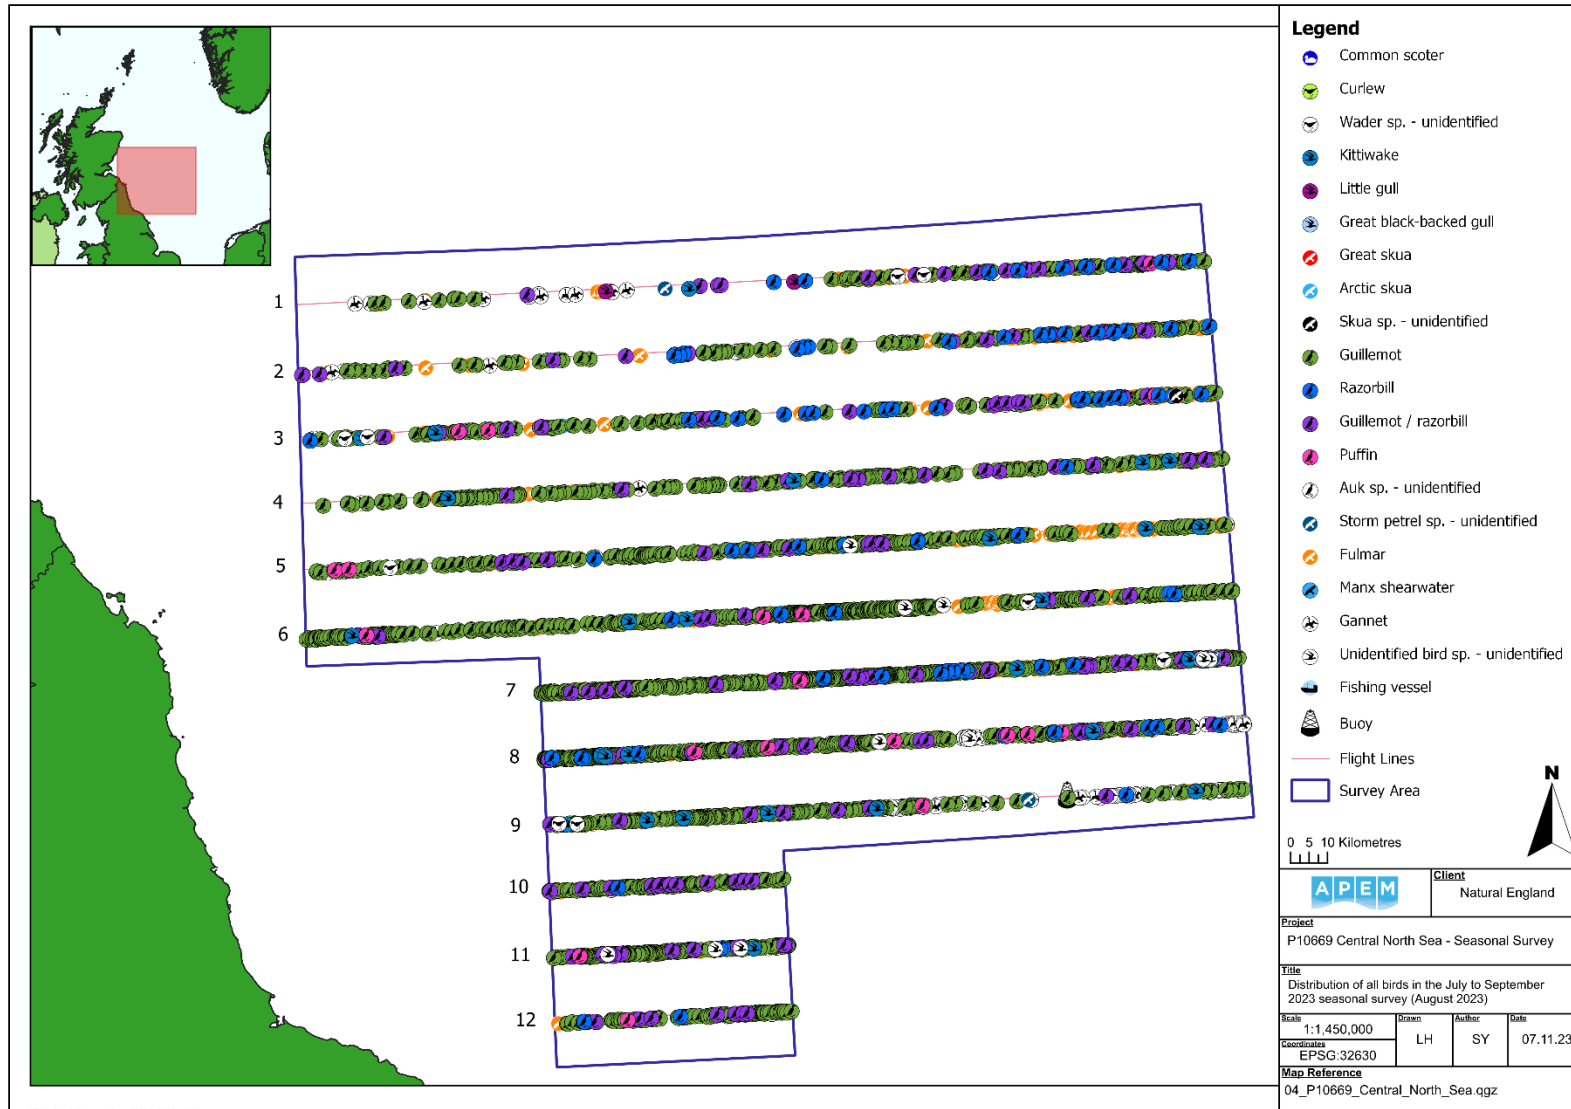 1
2
3
4
5
6
7
8
9
10
11
12
Legend
Common scoter
Curlew
Wader sp. - unidentified
Kittiwake
Little gull
Great black-backed gull
Great skua
Arctic skua
Skua sp. - unidentified
Guillemot
Razorbill
Guillemot / razorbill
Puffin
Auk sp. - unidentified
Storm petrel sp. - unidentified
Fulmar
Manx shearwater
Gannet
Unidentified bird sp. - unidentified
Fishing vessel
Buoy
Flight Lines
Survey Area
N
0 5 10 Kilometres
APEM
Client
Natural England
Project
P10669 Central North Sea - Seasonal Survey
Title
Distribution of all birds in the July to September
2023 seasonal survey (August 2023)
Scale
1:1,450,000
Coordinates
EPSG:32630
Drawn
LH
Author
SY
Date
07.11.23
Map Reference
04_P10669_Central_North_Sea.qgz